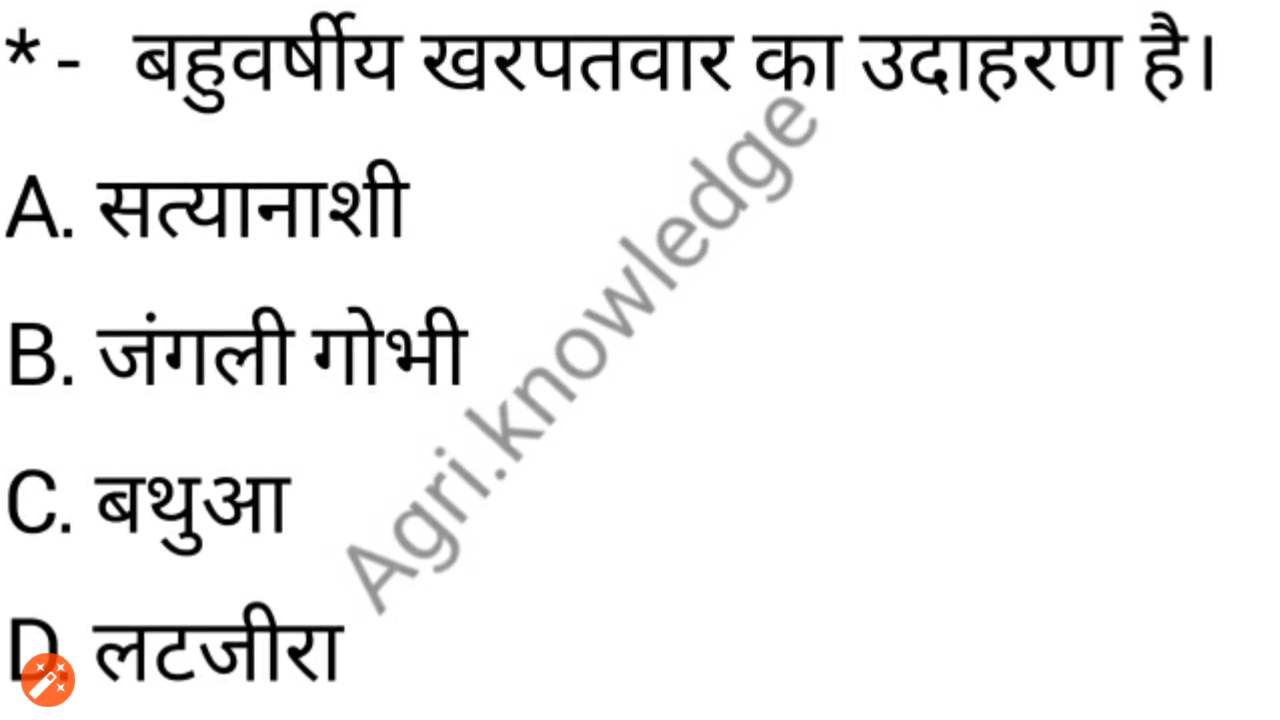 *- बहुवर्षीय खरपतवार का उदाहरण है।
A. सत्यानाशी
B. जंगली गोभी
C. बथुआ
D. लटजीरा
Agri.knowledge